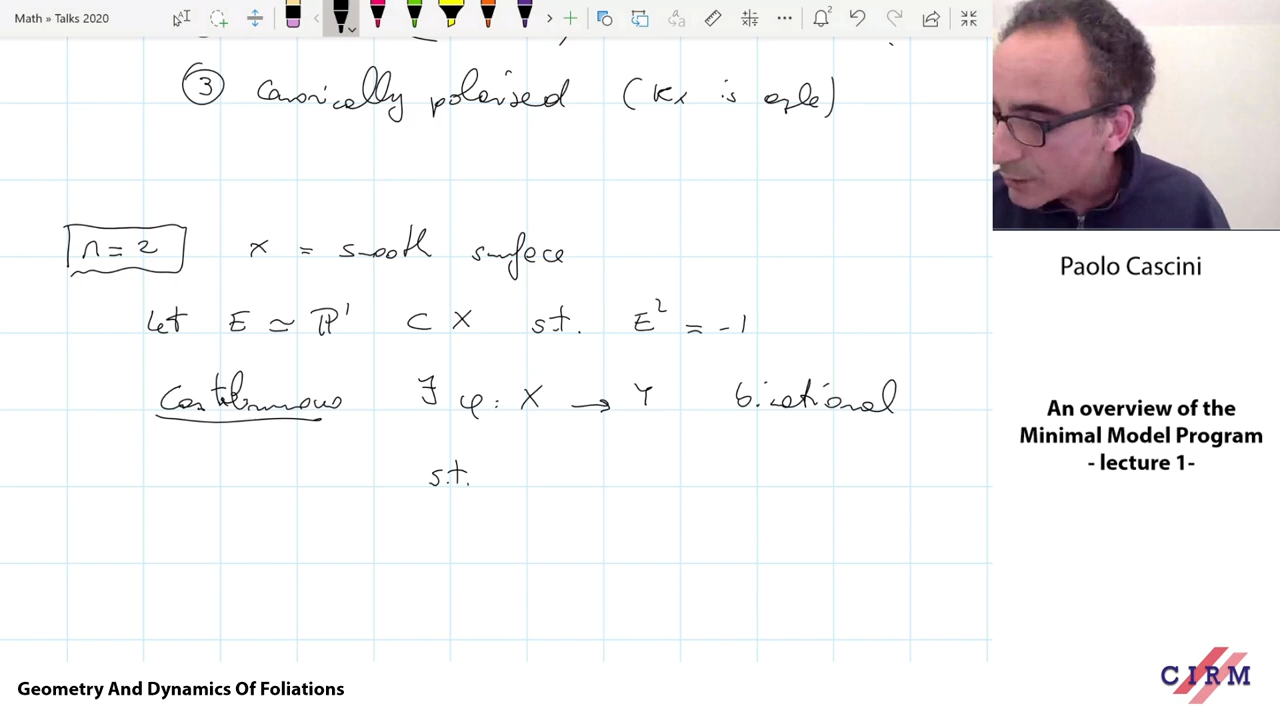 Math » Talks 2020
③ canonically polarised (Kx is ample)
n = 2 X = smooth surface
Let E ≃ ℙ¹ ⊂ X s.t. E² = -1
Castelnuovo ∃ φ: X → Y birational
s.t.
Paolo Cascini
An overview of the
Minimal Model Program
- lecture 1-
CIRM
Geometry And Dynamics Of Foliations